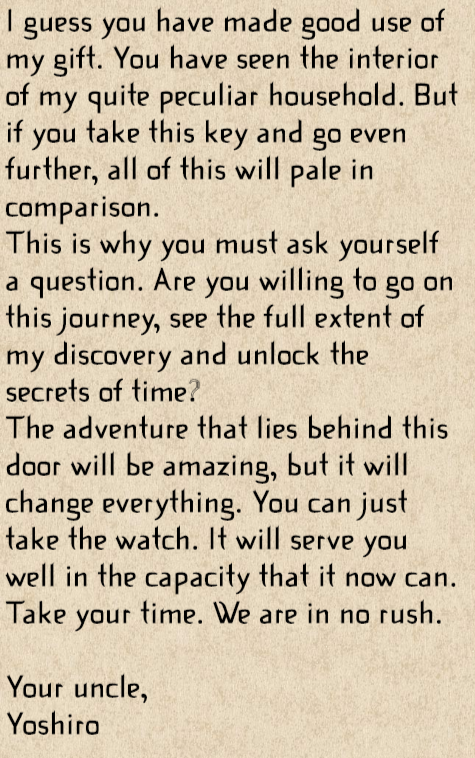 I guess you have made good use of
my gift. You have seen the interior
of my quite peculiar household. But
if you take this key and go even
further, all of this will pale in
comparison.
This is why you must ask yourself
a question. Are you willing to go on
this journey, see the full extent of
my discovery and unlock the
secrets of time?
The adventure that lies behind this
door will be amazing, but it will
change everything. You can just
take the watch. It will serve you
well in the capacity that it now can.
Take your time. We are in no rush.
Your uncle,
Yoshiro